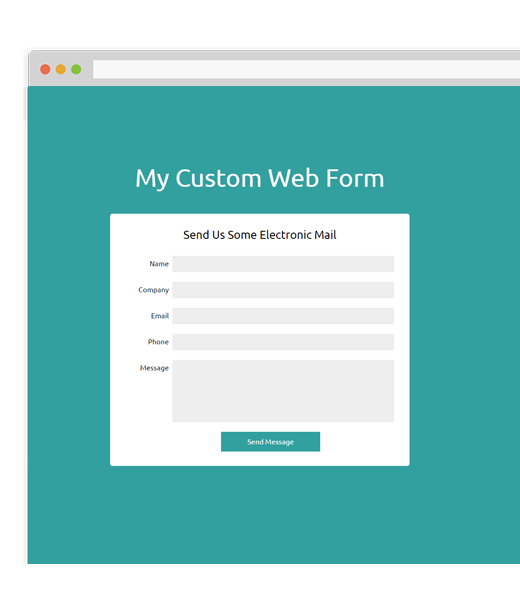 My Custom Web Form
Send Us Some Electronic Mail
Name
Company
Email
Phone
Message
Send Message